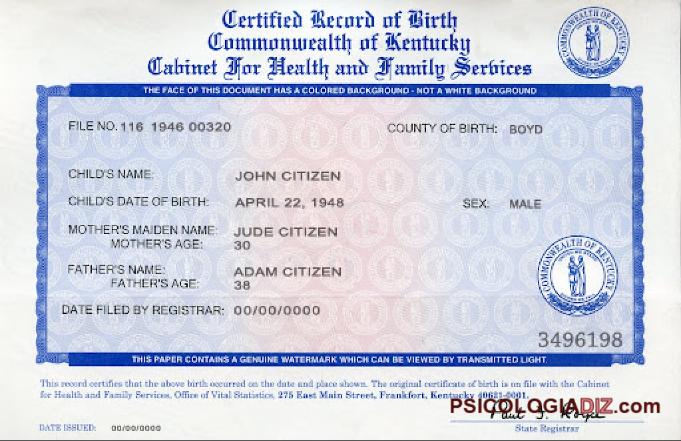 Certified Record of Birth
Commonwealth of Kentucky
Cabinet For Health and Family Services
COMMONWEALTH OF KENTUCKY
THE FACE OF THIS DOCUMENT HAS A COLORED BACKGROUND - NOT A WHITE BACKGROUND
FILE NO. 116 1946 00320 COUNTY OF BIRTH: BOYD
CHILD'S NAME: JOHN CITIZEN
CHILD'S DATE OF BIRTH: APRIL 22, 1948 SEX: MALE
MOTHER'S MAIDEN NAME: JUDE CITIZEN
MOTHER'S AGE: 30
FATHER'S NAME: ADAM CITIZEN
FATHER'S AGE: 38
COMMONWEALTH OF KENTUCKY
DATE FILED BY REGISTRAR: 00/00/0000
3496198
THIS PAPER CONTAINS A GENUINE WATERMARK WHICH CAN BE VIEWED BY TRANSMITTED LIGHT.
This record certifies that the above birth occurred on the date and place shown. The original certificate of birth is on file with the Cabinet
for Health and Family Services, Office of Vital Statistics, 275 East Main Street, Frankfort, Kentucky 40621-0001.
PSICOLOGIADIZ.com
DATE ISSUED: 00/00/0000 State Registrar